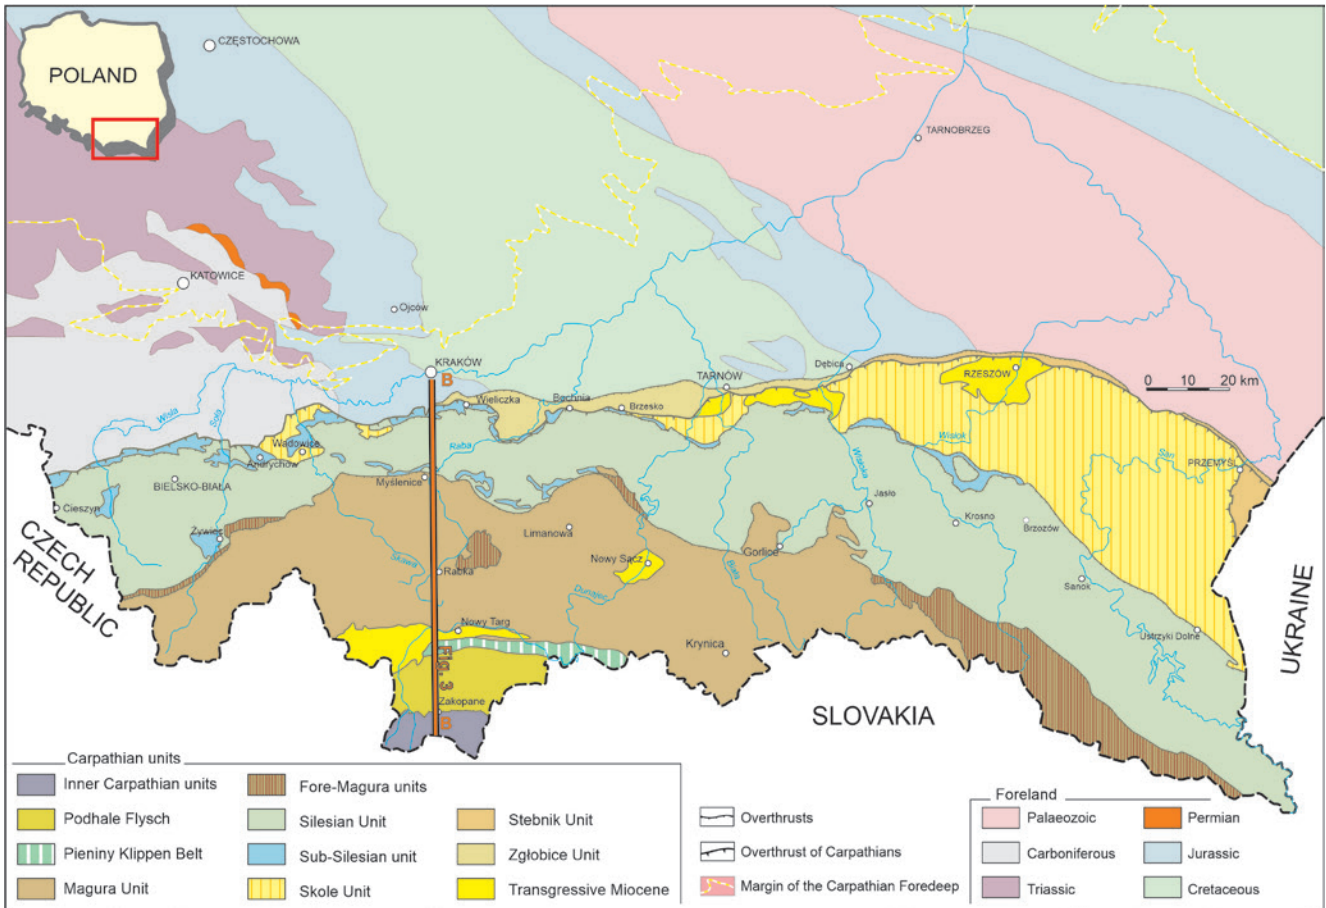 CZĘSTOCHOWA
POLAND
TARNOBRZEG
KATOWICE
Ojców
KRAKÓW
B
Dębica
TARNÓW
RZESZÓW
0 10 20 km
Wieliczka
Bochnia
Brzesko
Wisła
Soła
Wadowice
Raba
Wisłok
San
Andrychów
Wisłoka
PRZEMYŚL
BIELSKO-BIAŁA
Myślenice
Jasło
Cieszyn
Krosno
Brzozów
Żywiec
Limanowa
Gorlice
CZECH
REPUBLIC
Skawa
Rabka
Nowy Sącz
Dunajec
Biała
Sanok
Nowy Targ
Krynica
Ustrzyki Dolne
UKRAINE
Fig. 3
Zakopane
B
SLOVAKIA
Carpathian units
Inner Carpathian units
Podhale Flysch
Pieniny Klippen Belt
Magura Unit
Fore-Magura units
Silesian Unit
Sub-Silesian unit
Skole Unit
Stebnik Unit
Zgłobice Unit
Transgressive Miocene
Overthrusts
Overthrust of Carpathians
Margin of the Carpathian Foredeep
Foreland
Palaeozoic
Carboniferous
Triassic
Permian
Jurassic
Cretaceous